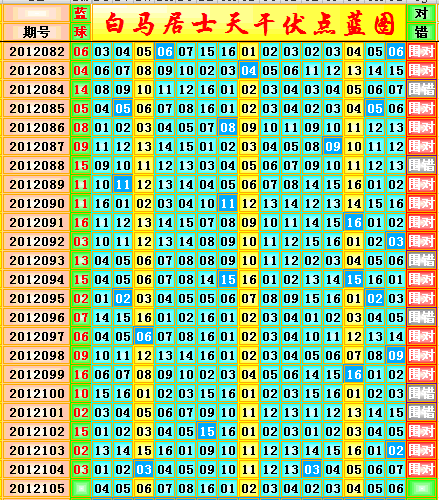 蓝球 白马居士天干伏点蓝图 对错
期号
2012082 06 03 04 05 06 07 15 16 01 02 03 02 03 04 05 06 围对
2012083 04 06 07 08 09 10 02 03 04 05 06 11 12 13 14 15 围对
2012084 14 08 09 10 11 12 16 01 02 03 04 03 04 05 06 07 围错
2012085 05 04 05 06 07 08 16 01 02 03 04 02 03 04 05 06 围对
2012086 08 01 02 03 04 05 07 08 09 10 11 09 10 11 12 13 围对
2012087 09 11 12 13 14 15 01 02 03 04 05 08 09 10 11 12 围对
2012088 15 09 10 11 12 13 03 04 05 06 07 09 10 11 12 13 围错
2012089 11 10 11 12 13 14 04 05 06 07 08 14 15 16 01 02 围对
2012090 11 16 01 02 03 04 10 11 12 13 14 12 13 14 15 16 围对
2012091 16 11 12 13 14 15 07 08 09 10 11 14 15 16 01 02 围对
2012092 03 10 11 12 13 14 08 09 10 11 12 15 16 01 02 03 围对
2012093 13 04 05 06 07 08 14 15 16 01 02 01 02 03 04 05 围错
2012094 15 04 05 06 07 08 14 15 16 01 02 13 14 15 16 01 围对
2012095 02 01 02 03 04 05 05 06 07 08 09 15 16 01 02 03 围对
2012096 07 14 15 16 01 02 16 01 02 03 04 01 02 03 04 05 围错
2012097 06 04 05 06 07 08 16 01 02 03 04 10 11 12 13 14 围对
2012098 09 10 11 12 13 14 16 01 02 03 04 05 06 07 08 09 围对
2012099 16 06 07 08 09 10 02 03 04 05 06 14 15 16 01 02 围对
2012100 10 15 16 01 02 03 15 16 01 02 03 15 16 01 02 03 围错
2012101 02 03 04 05 06 07 09 10 11 12 13 11 12 13 14 15 围错
2012102 15 01 02 03 04 05 15 16 01 02 03 02 03 04 05 06 围对
2012103 02 12 13 14 15 16 04 05 06 07 08 14 15 16 01 02 围对
2012104 03 01 02 03 04 05 09 10 11 12 13 03 04 05 06 07 围对
2012105 04 05 06 07 08 16 01 02 03 04 04 05 06 07 08